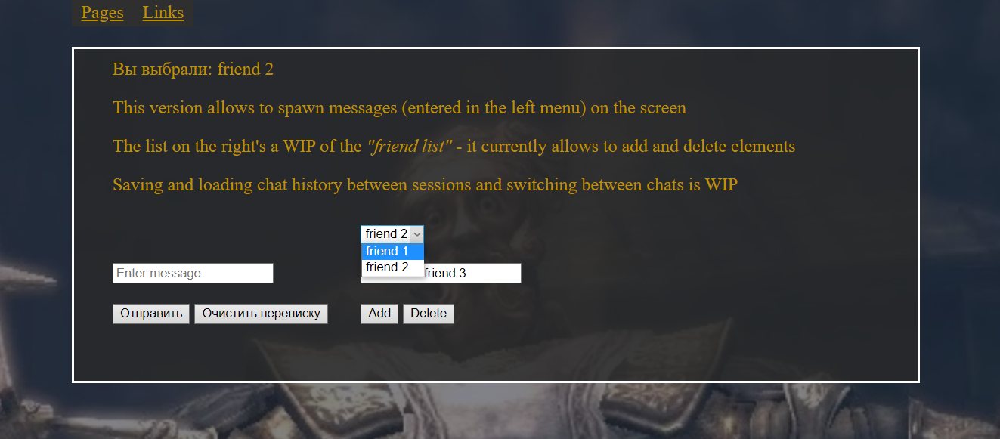 Pages Links
Вы выбрали: friend 2
This version allows to spawn messages (entered in the left menu) on the screen
The list on the right's a WIP of the "friend list" - it currently allows to add and delete elements
Saving and loading chat history between sessions and switching between chats is WIP
friend 2
friend 1
friend 2
Enter message friend 3
Отправить Очистить переписку Add Delete